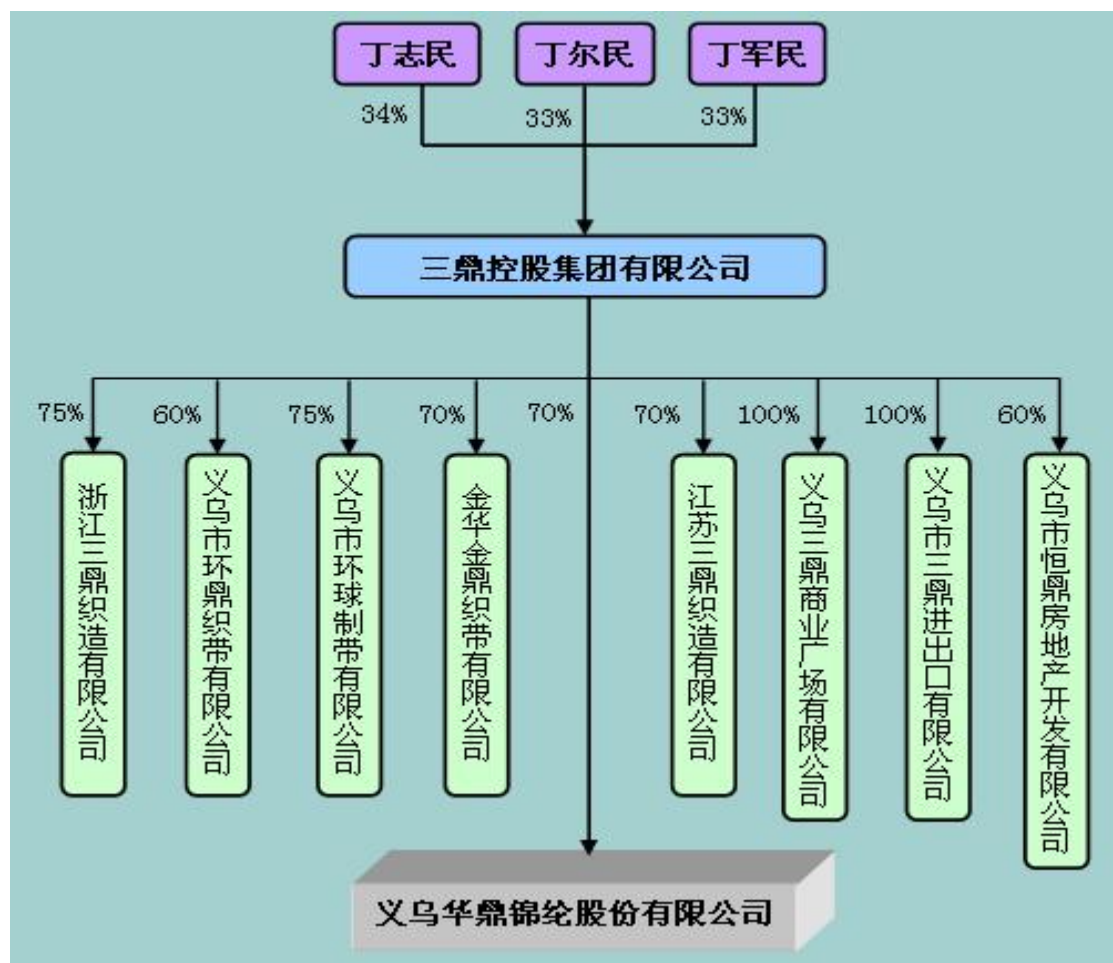 丁志民
丁尔民
丁军民
34%
33%
33%
三鼎控股集团有限公司
75%
60%
75%
70%
70%
70%
100%
100%
60%
浙江三鼎织造有限公司
义乌市环鼎织带有限公司
义乌市环球制带有限公司
金华金鼎织带有限公司
江苏三鼎织造有限公司
义乌三鼎商业广场有限公司
义乌市三鼎进出口有限公司
义乌市恒鼎房地产开发有限公司
义乌华鼎锦纶股份有限公司